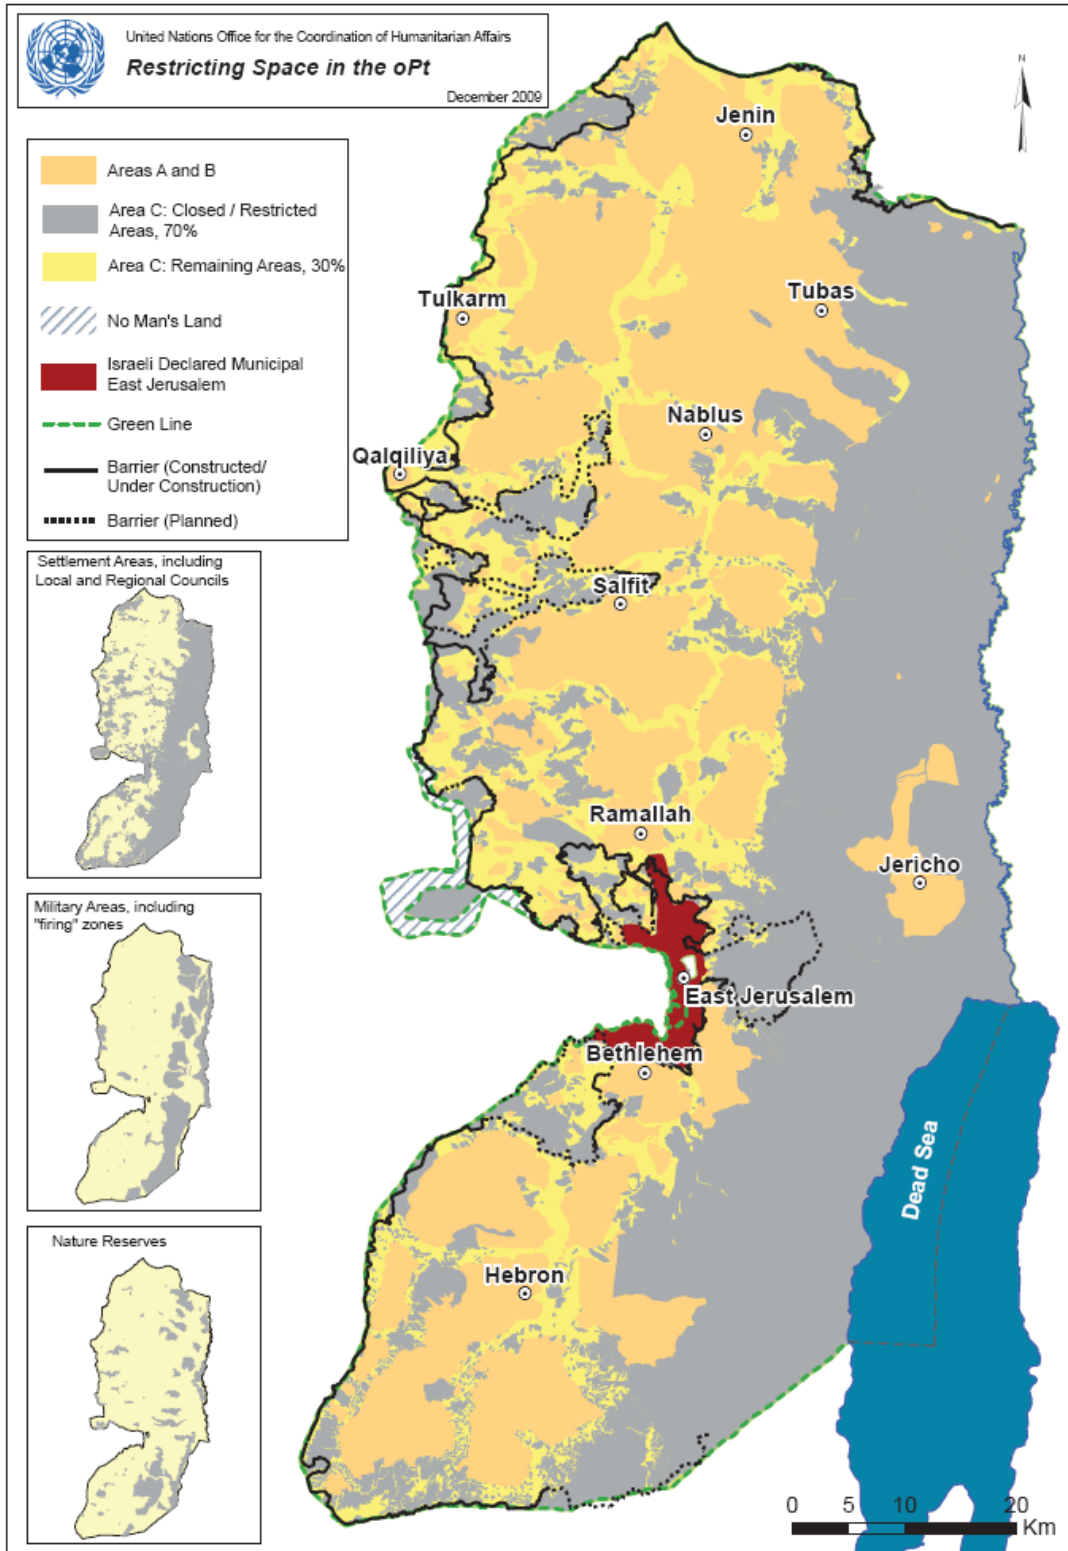 United Nations Office for the Coordination of Humanitarian Affairs
Restricting Space in the oPt
December 2009
N
Areas A and B
Area C: Closed / Restricted
Areas, 70%
Area C: Remaining Areas, 30%
No Man's Land
Israeli Declared Municipal
East Jerusalem
Green Line
Barrier (Constructed/
Under Construction)
Barrier (Planned)
Settlement Areas, including
Local and Regional Councils
Military Areas, including
"firing" zones
Nature Reserves
Jenin
Tulkarm
Tubas
Nablus
Qalqiliya
Salfit
Ramallah
Jericho
East Jerusalem
Bethlehem
Dead Sea
Hebron
0 5 10 20
Km